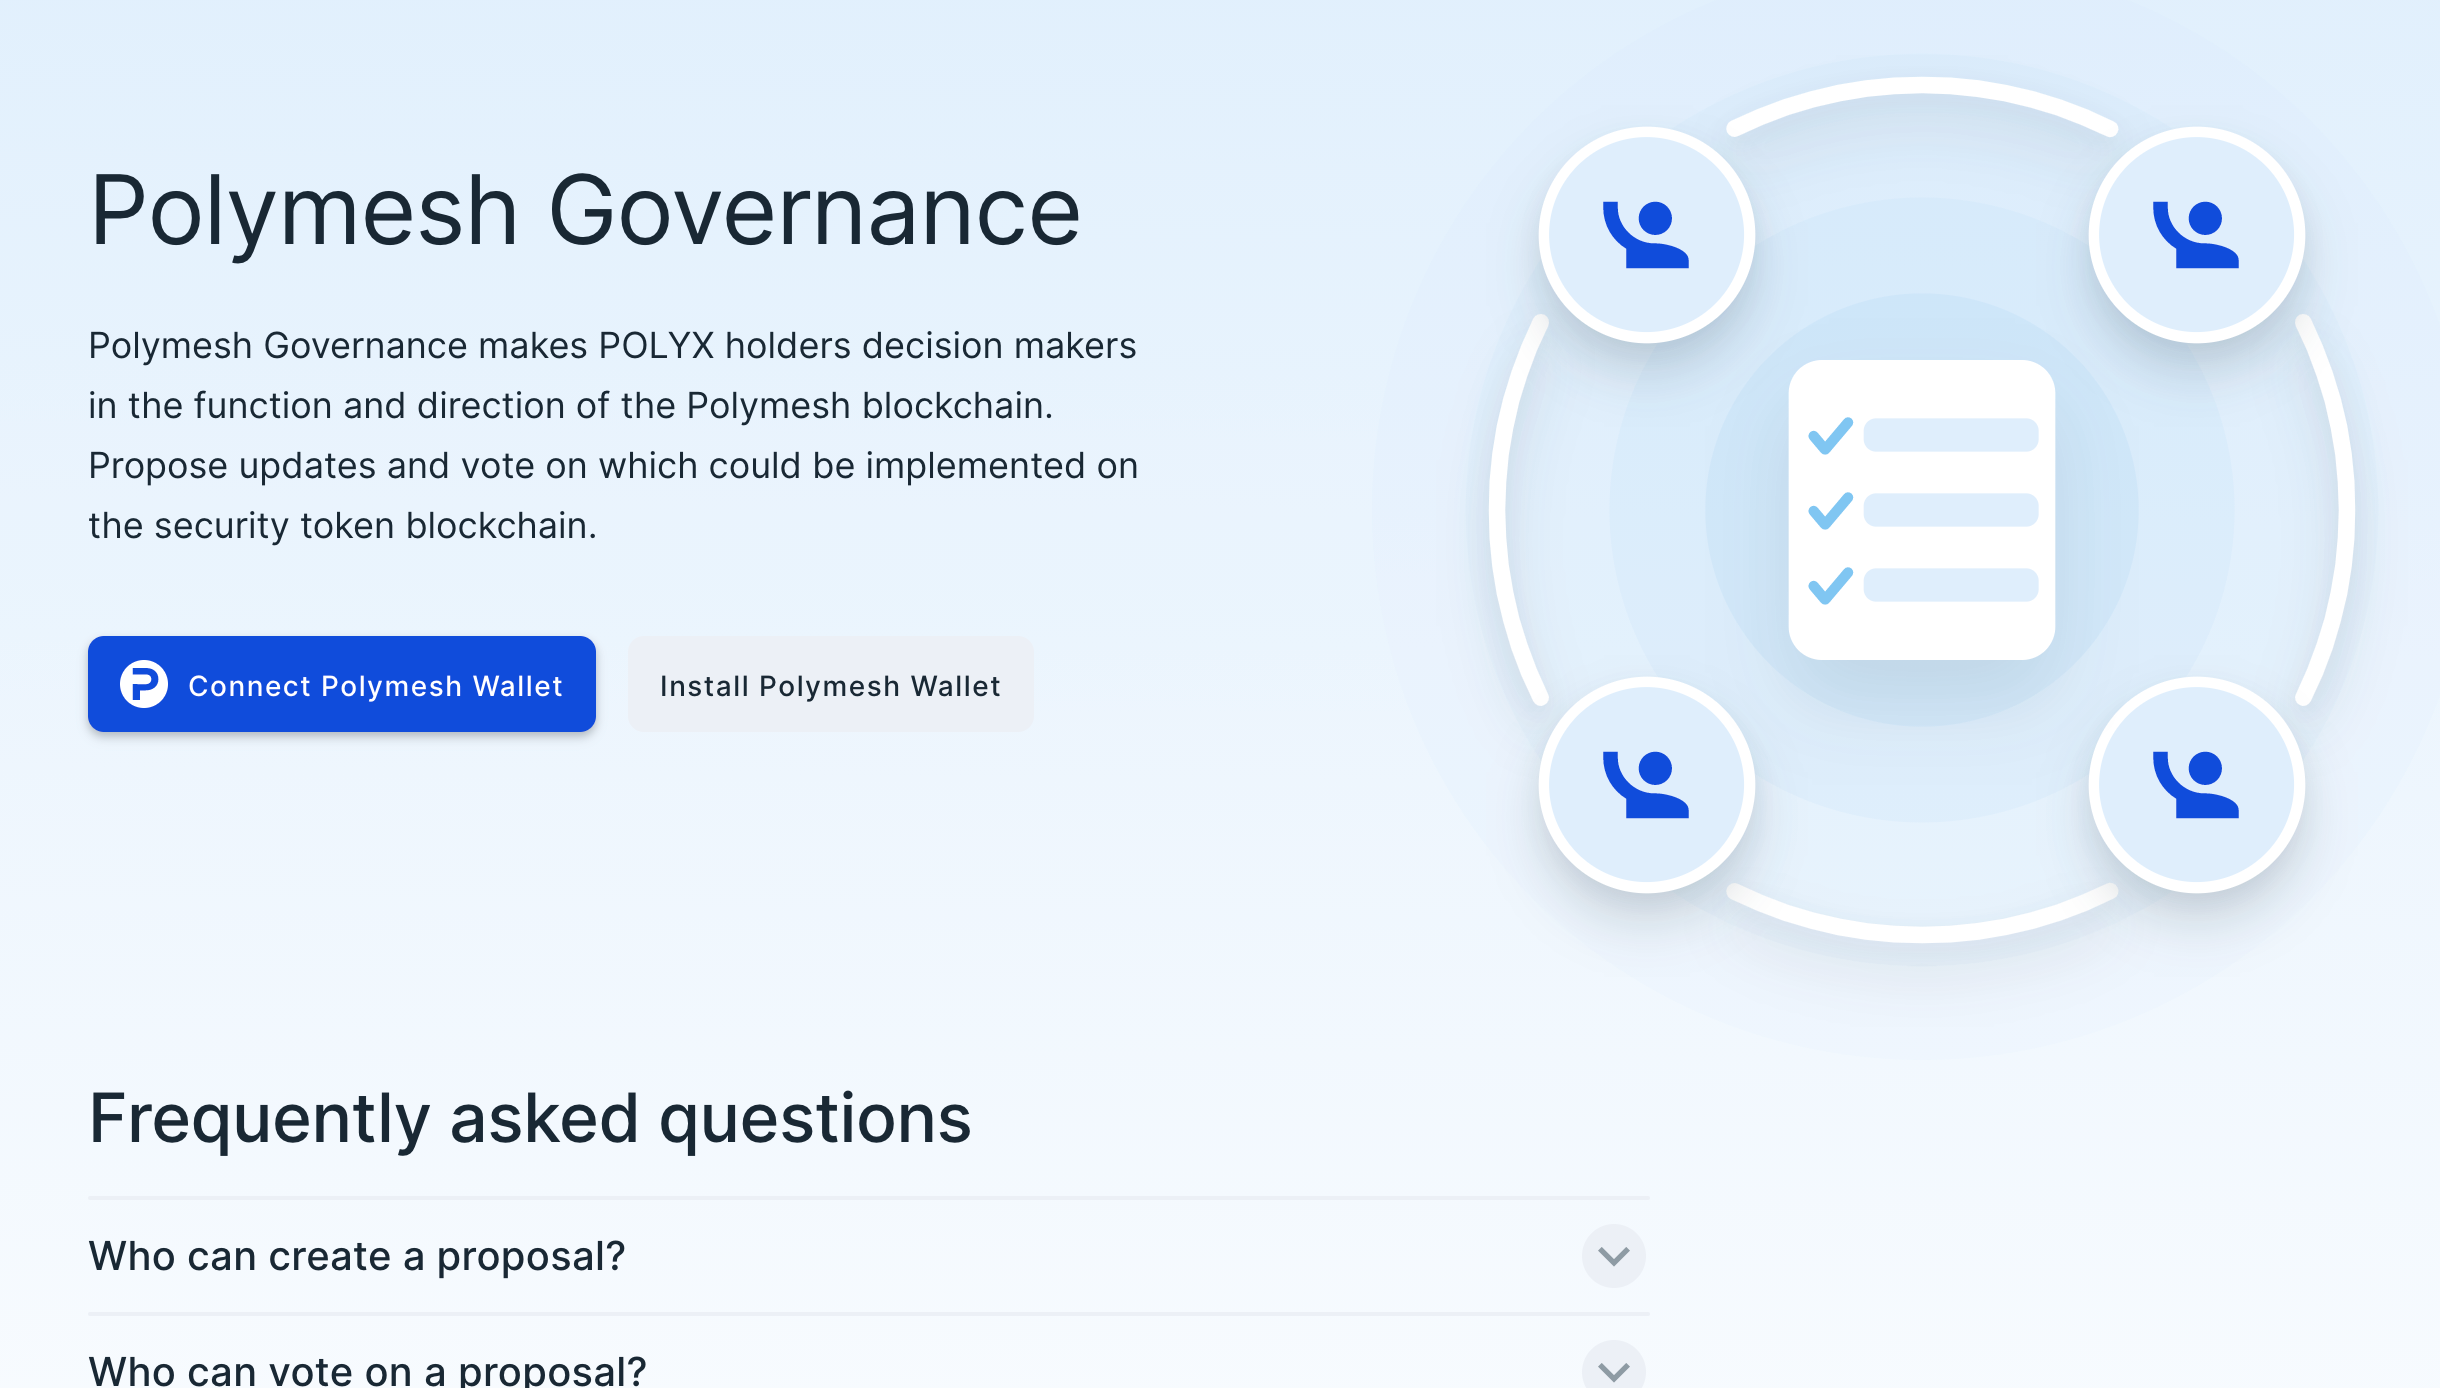 Polymesh Governance
Polymesh Governance makes POLYX holders decision makers
in the function and direction of the Polymesh blockchain.
Propose updates and vote on which could be implemented on
the security token blockchain.
Connect Polymesh Wallet
Install Polymesh Wallet
Frequently asked questions
Who can create a proposal?
Who can vote on a proposal?